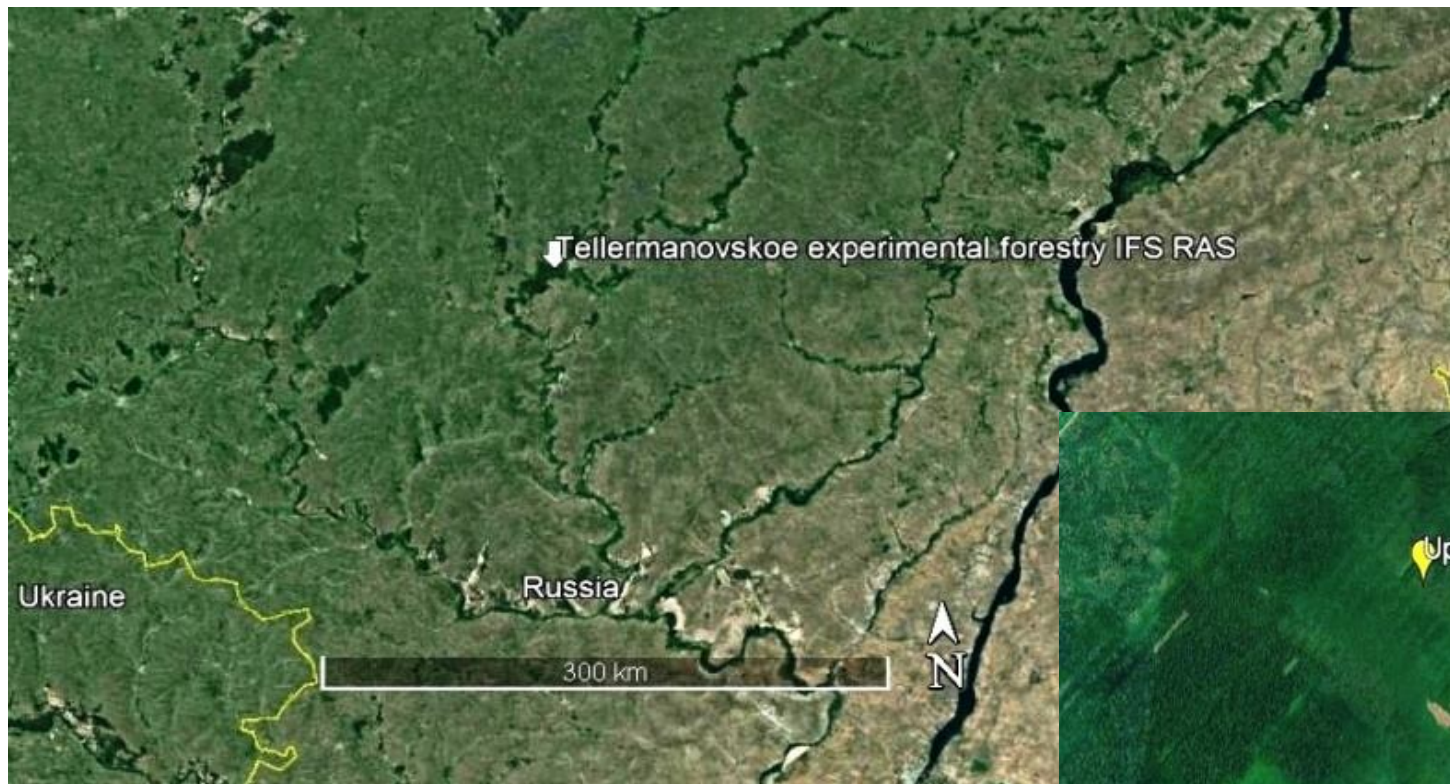 Tellermanovskoe experimental forestry IFS RAS
Ukraine
Russia
300 km
N